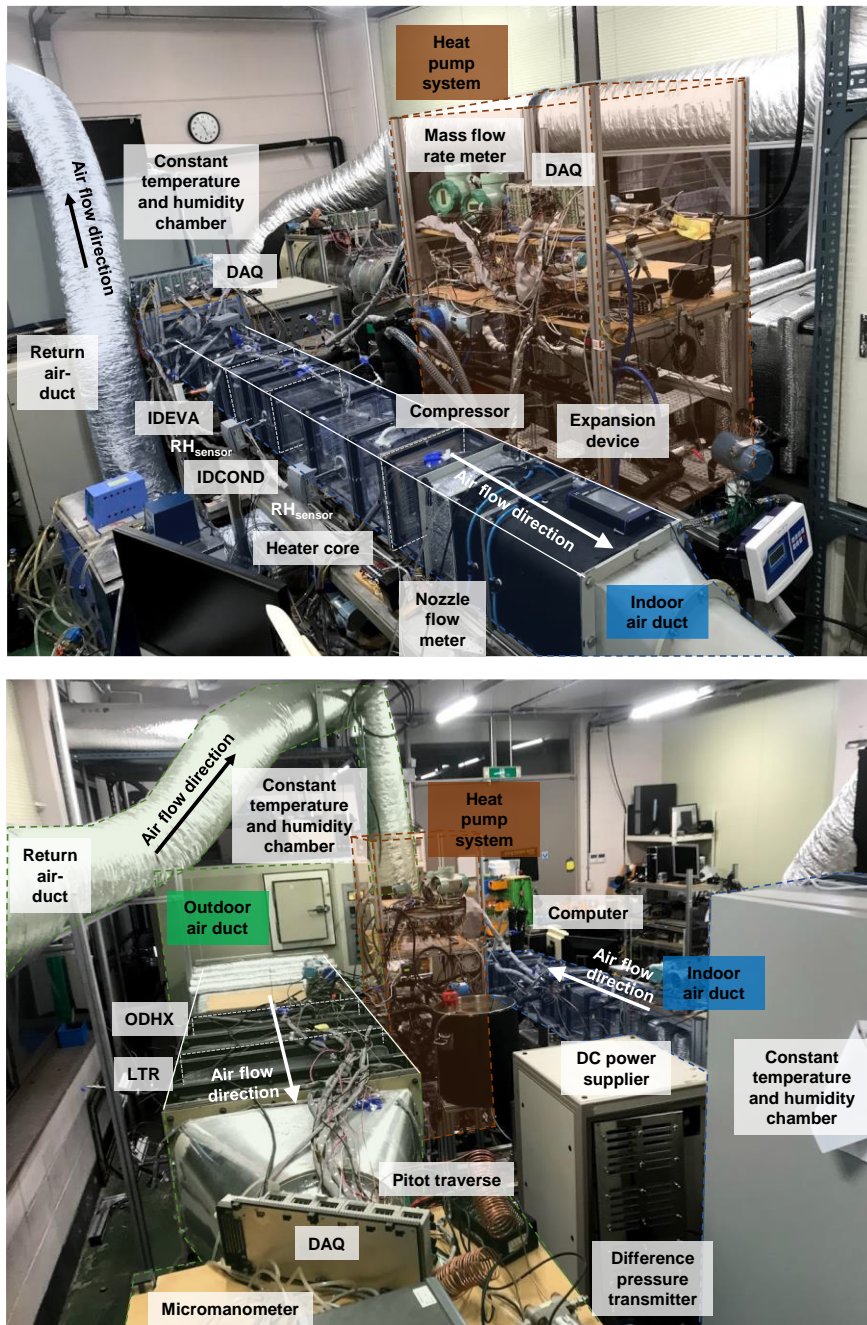 Heat
pump
system
Mass flow
rate meter
DAQ
Constant
temperature
and humidity
chamber
Air flow direction
DAQ
Return
air-
duct
Compressor
IDEVA
Expansion
device
RHsensor
IDCOND
Air flow direction
RHsensor
Heater core
Nozzle flow
meter
Indoor
air duct
Air flow direction
Constant
temperature
and humidity
chamber
Heat
pump
system
Return
air-
duct
Outdoor
air duct
Computer
Air flow
direction
Indoor
air duct
ODHX
LTR
Air flow
direction
DC power
supplier
Constant
temperature
and humidity
chamber
Pitot traverse
DAQ
Difference
pressure
transmitter
Micromanometer